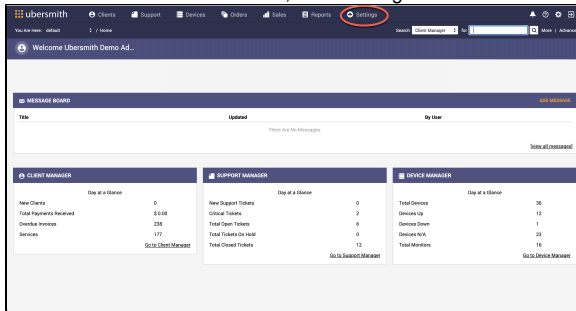 ubersmith Clients Support Devices Orders Sales Reports Settings
You Are Here: default / Home Search Client Manager for More | Advanced
Welcome Ubersmith Demo Ad...
MESSAGE BOARD ADD MESSAGE
Title Updated By User
There Are No Messages.
[view all messages]
CLIENT MANAGER SUPPORT MANAGER DEVICE MANAGER
Day at a Glance Day at a Glance Day at a Glance
New Clients 0 New Support Tickets 0 Total Devices 36
Total Payments Received $ 0.00 Critical Tickets 2 Devices Up 12
Overdue Invoices 238 Total Open Tickets 6 Devices Down 1
Services 177 Total Tickets On Hold 0 Devices N/A 23
Go to Client Manager Total Closed Tickets 12 Total Monitors 16
Go to Support Manager Go to Device Manager